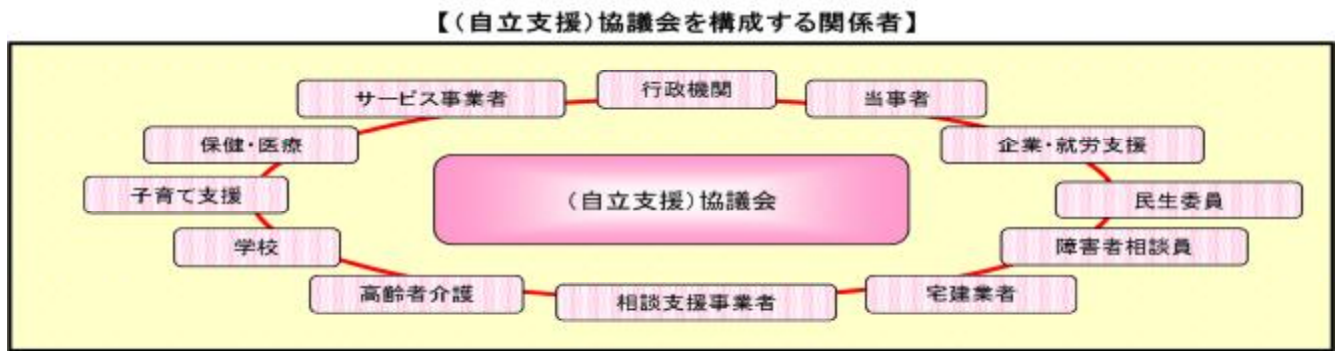 【(自立支援)協議会を構成する関係者】
行政機関
サービス事業者
当事者
保健・医療
企業・就労支援
子育て支援
(自立支援)協議会
民生委員
学校
障害者相談員
高齢者介護
相談支援事業者
宅建業者